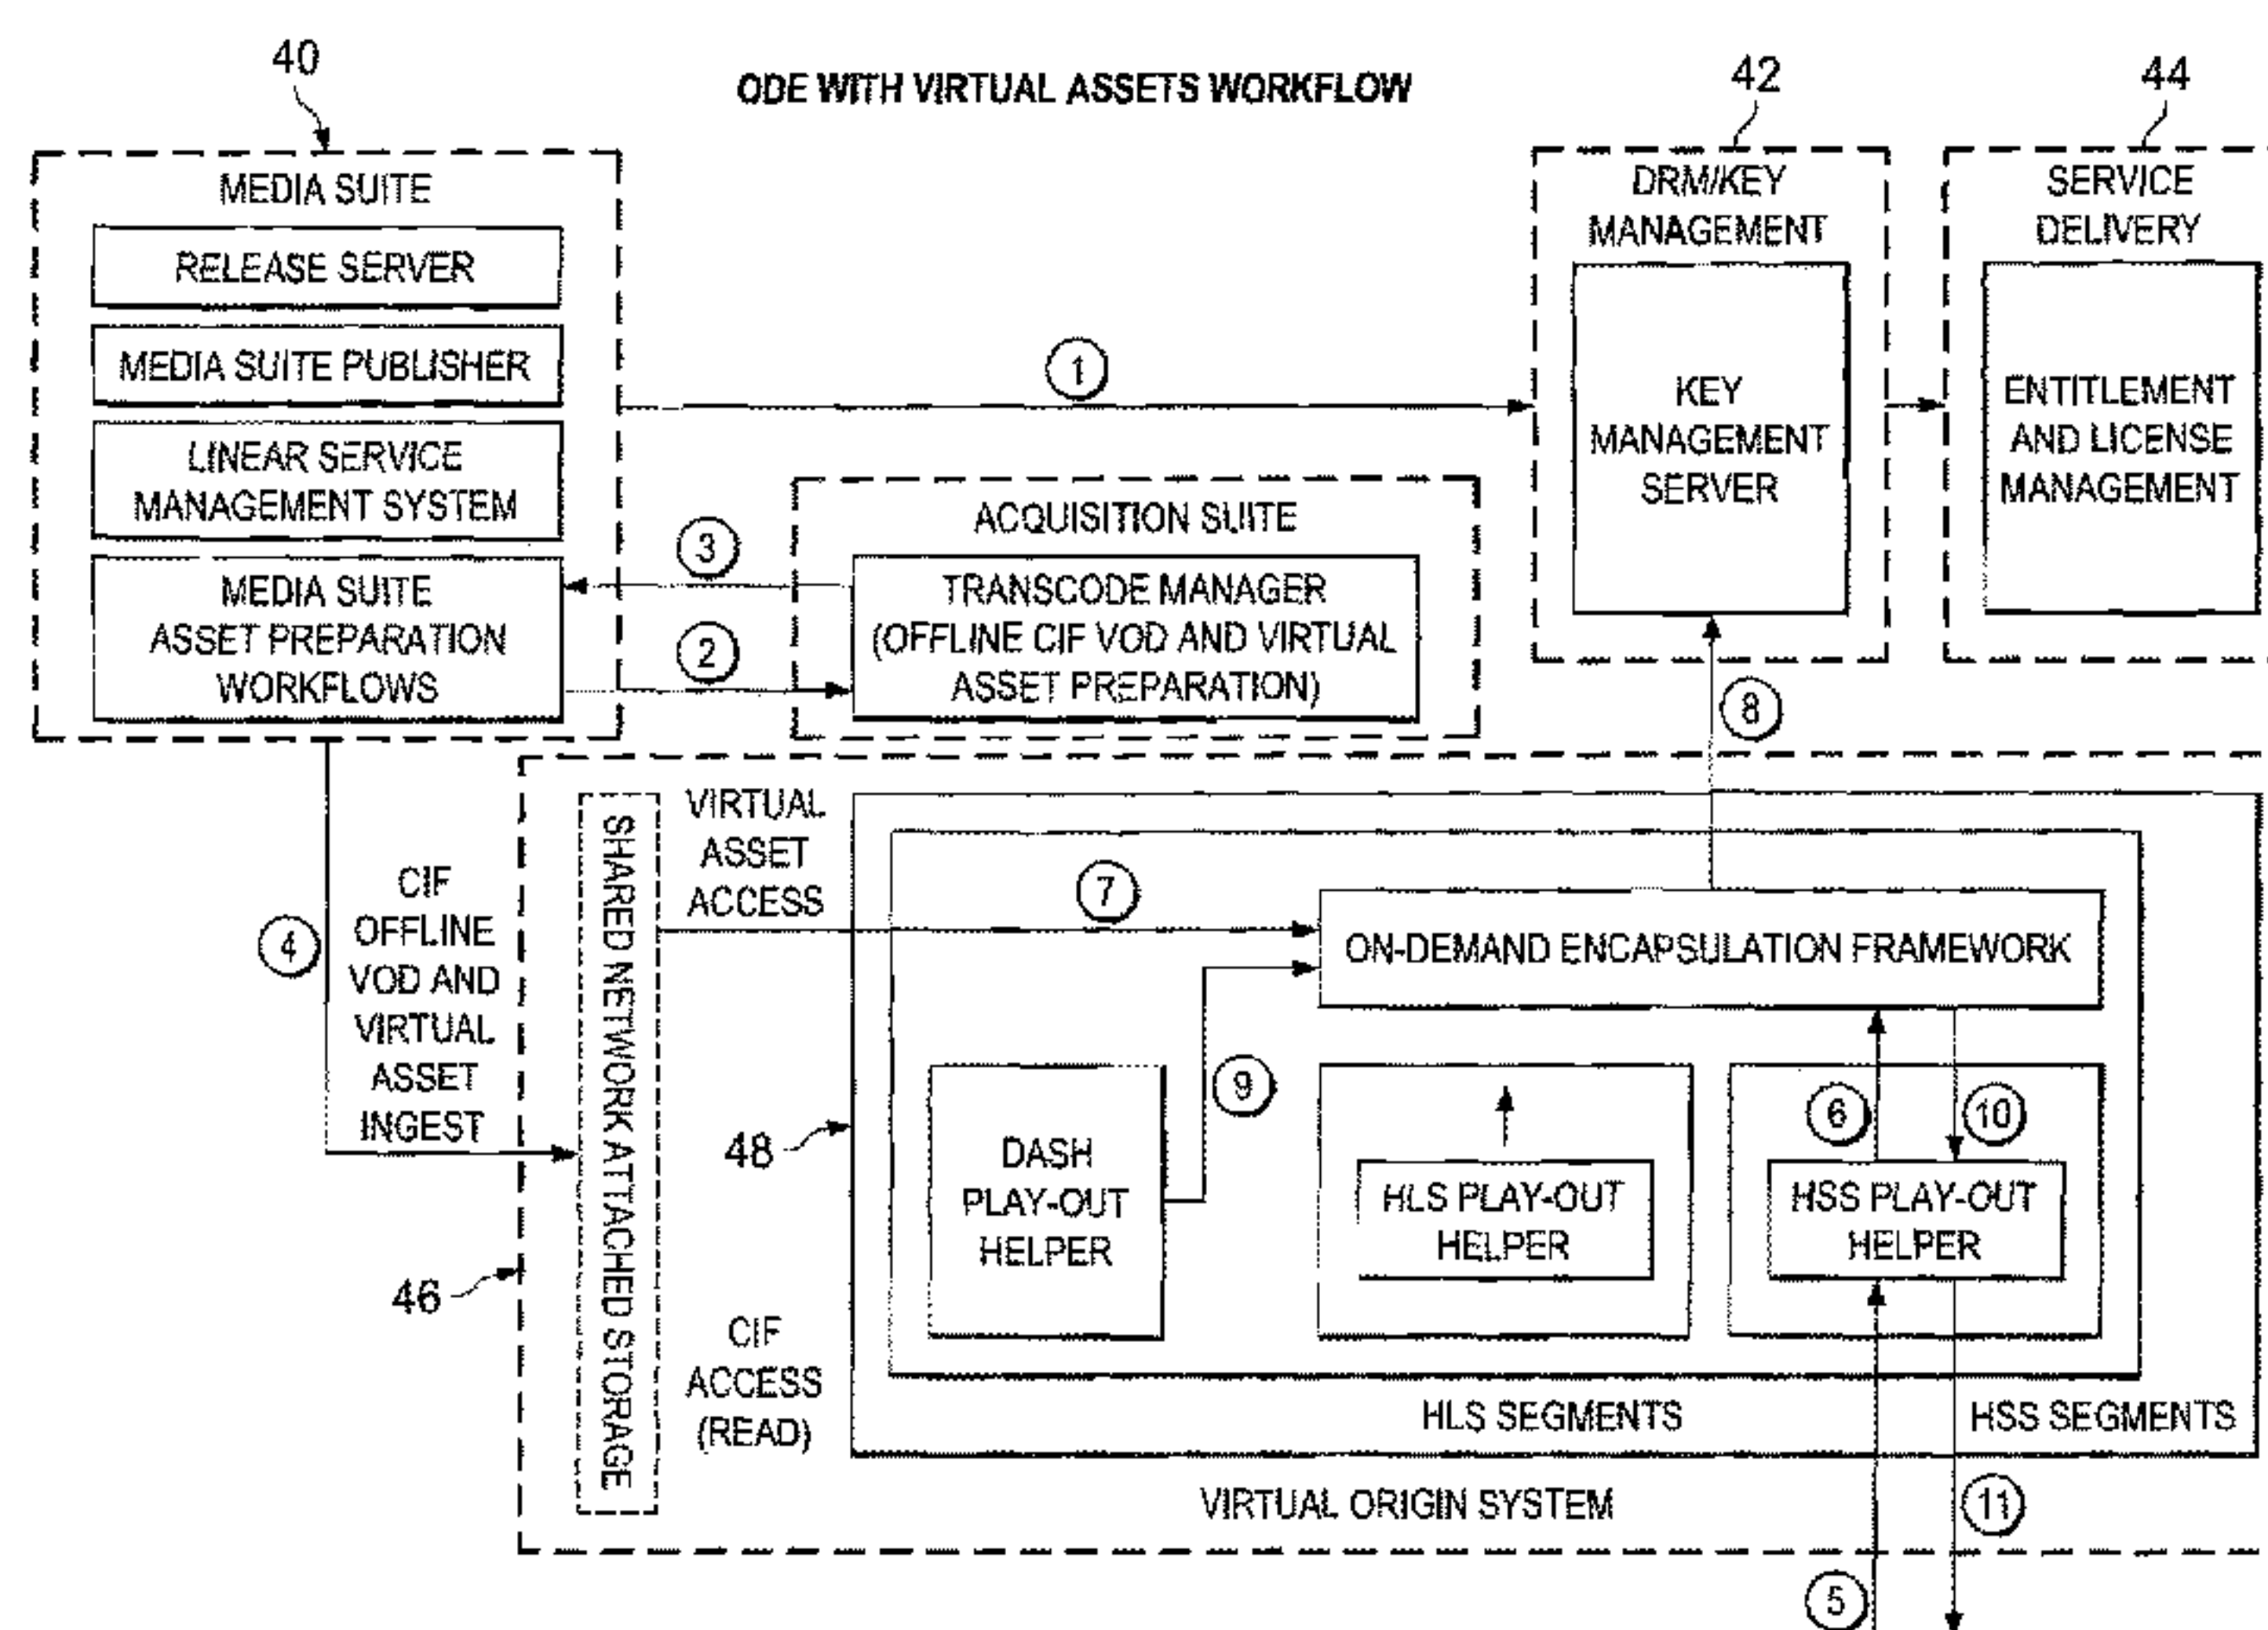 40
ODE WITH VIRTUAL ASSETS WORKFLOW
42
44
MEDIA SUITE
RELEASE SERVER
MEDIA SUITE PUBLISHER
LINEAR SERVICE
MANAGEMENT SYSTEM
MEDIA SUITE
ASSET PREPARATION
WORKFLOWS
1
DRM/KEY
MANAGEMENT
KEY
MANAGEMENT
SERVER
SERVICE
DELIVERY
ENTITLEMENT
AND LICENSE
MANAGEMENT
3
2
ACQUISITION SUITE
TRANSCODE MANAGER
(OFFLINE CIF VOD AND VIRTUAL
ASSET PREPARATION)
8
4
CIF
OFFLINE
VOD AND
VIRTUAL
ASSET
INGEST
46
SHARED NETWORK ATTACHED STORAGE
VIRTUAL
ASSET
ACCESS
7
ON-DEMAND ENCAPSULATION FRAMEWORK
48
9
6
10
DASH
PLAY-OUT
HELPER
HLS PLAY-OUT
HELPER
HSS PLAY-OUT
HELPER
CIF
ACCESS
(READ)
HLS SEGMENTS
HSS SEGMENTS
VIRTUAL ORIGIN SYSTEM
11
5